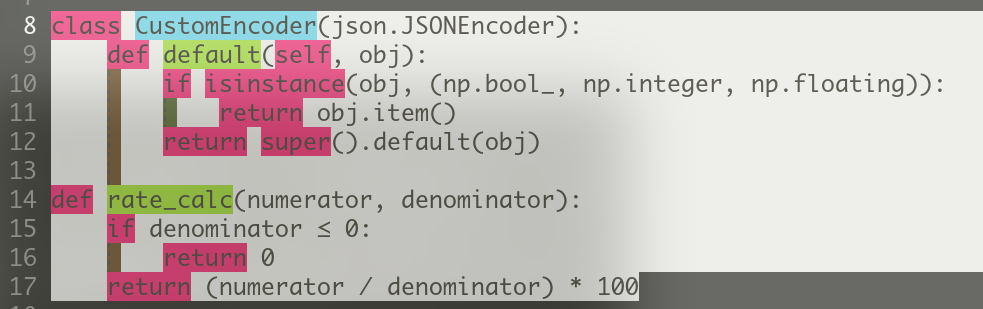 8 class CustomEncoder(json.JSONEncoder):
9     def default(self, obj):
10         if isinstance(obj, (np.bool_, np.integer, np.floating)):
11             return obj.item()
12         return super().default(obj)
13
14 def rate_calc(numerator, denominator):
15     if denominator ≤ 0:
16         return 0
17     return (numerator / denominator) * 100